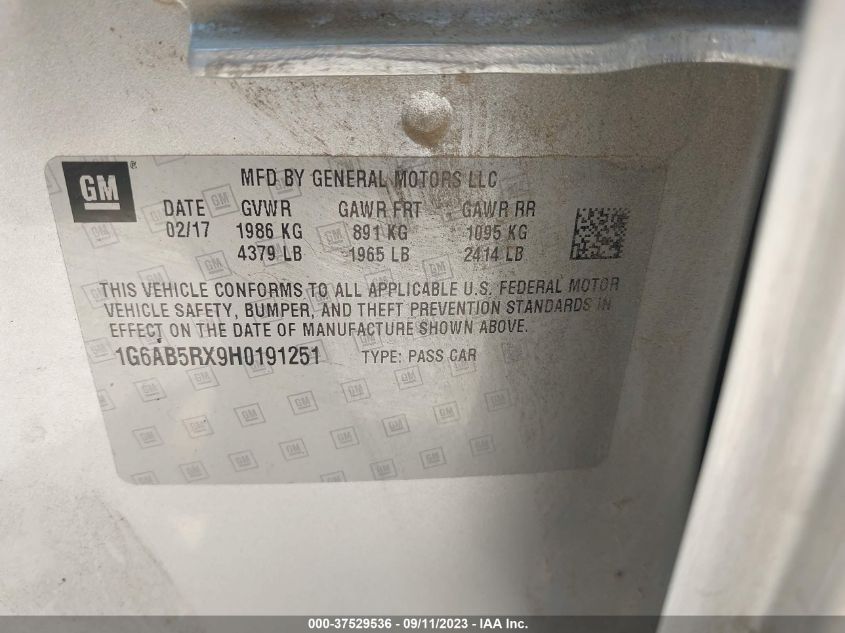 GM ®
MFD BY GENERAL MOTORS LLC
DATE GVWR GAWR FRT GAWR RR
02/17 1986 KG 891 KG 1095 KG
4379 LB 1965 LB 2414 LB
THIS VEHICLE CONFORMS TO ALL APPLICABLE U.S. FEDERAL MOTOR
VEHICLE SAFETY, BUMPER, AND THEFT PREVENTION STANDARDS IN
EFFECT ON THE DATE OF MANUFACTURE SHOWN ABOVE.
1G6AB5RX9H0191251 TYPE: PASS CAR
000-37529536 - 09/11/2023 - IAA Inc.